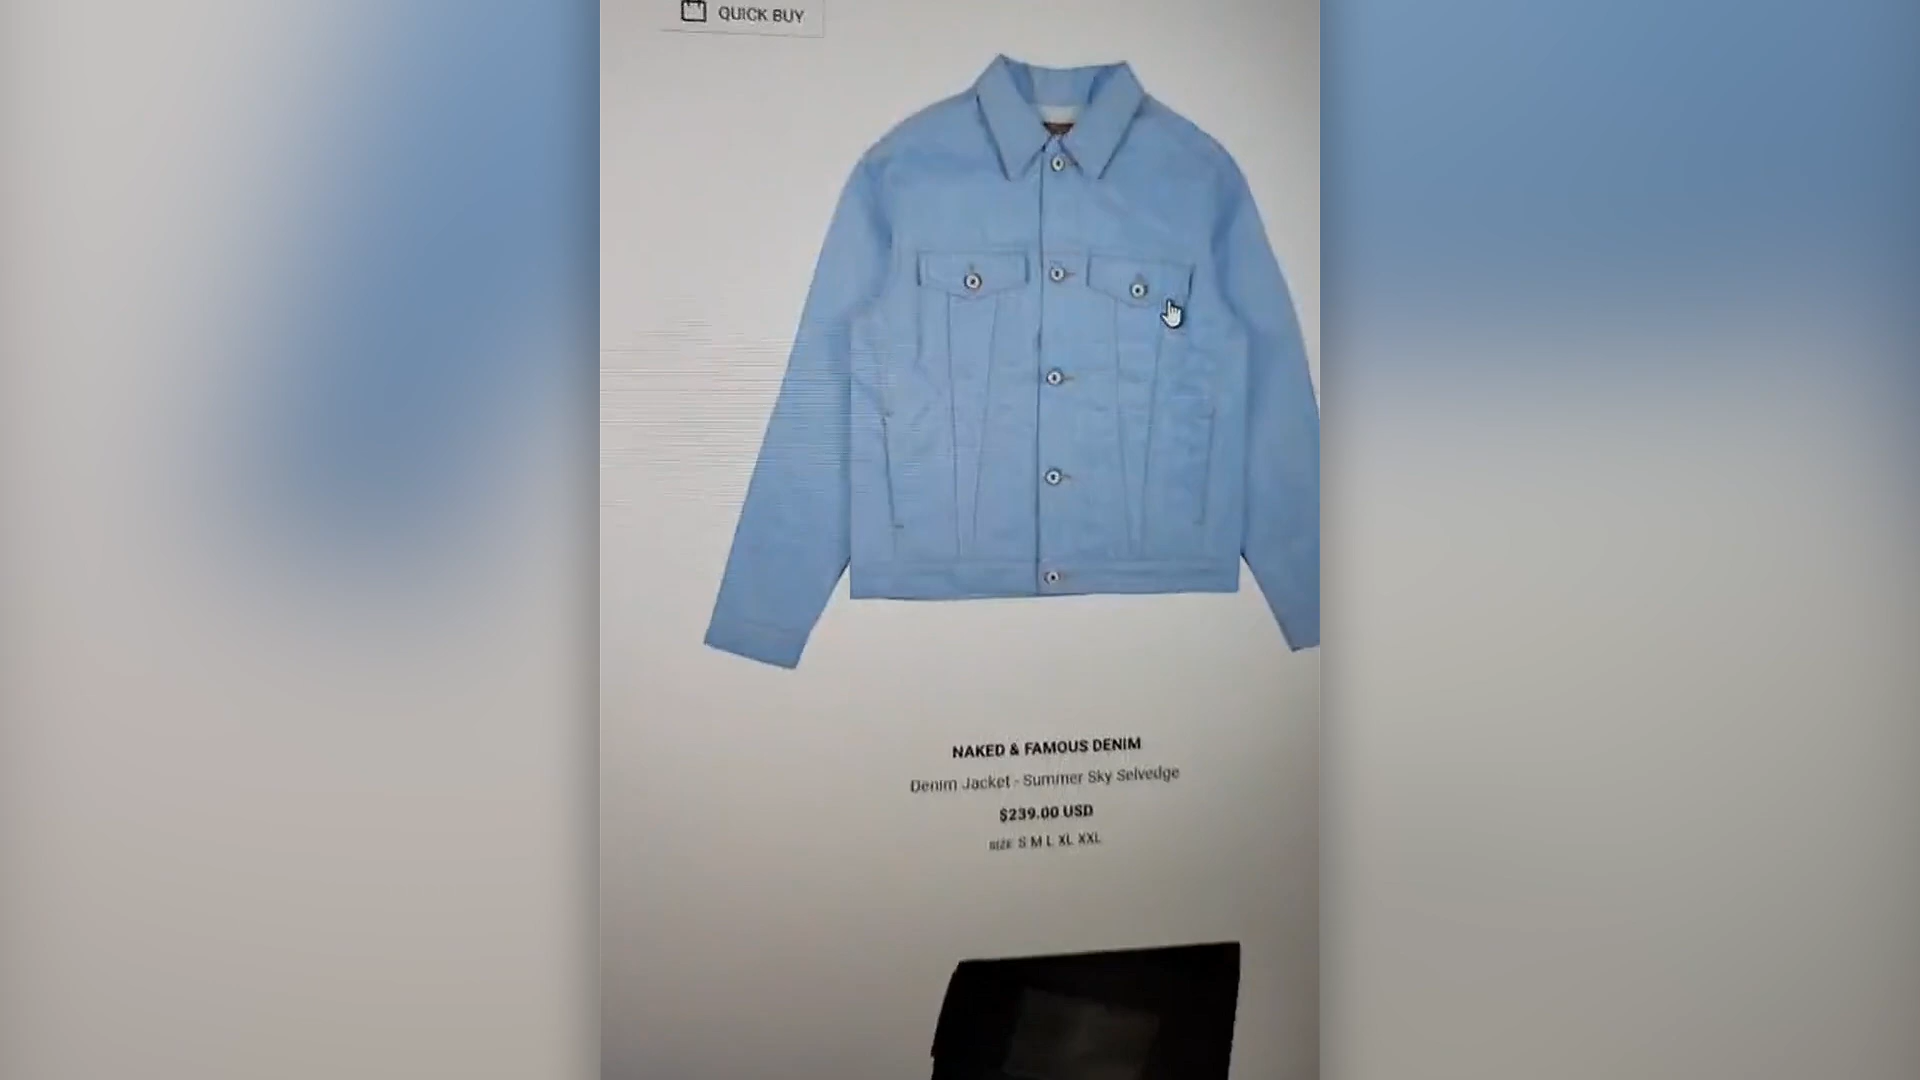 QUICK BUY
NAKED & FAMOUS DENIM
Denim Jacket - Summer Sky Selvedge
$239.00 USD
SIZE S M L XL XXL